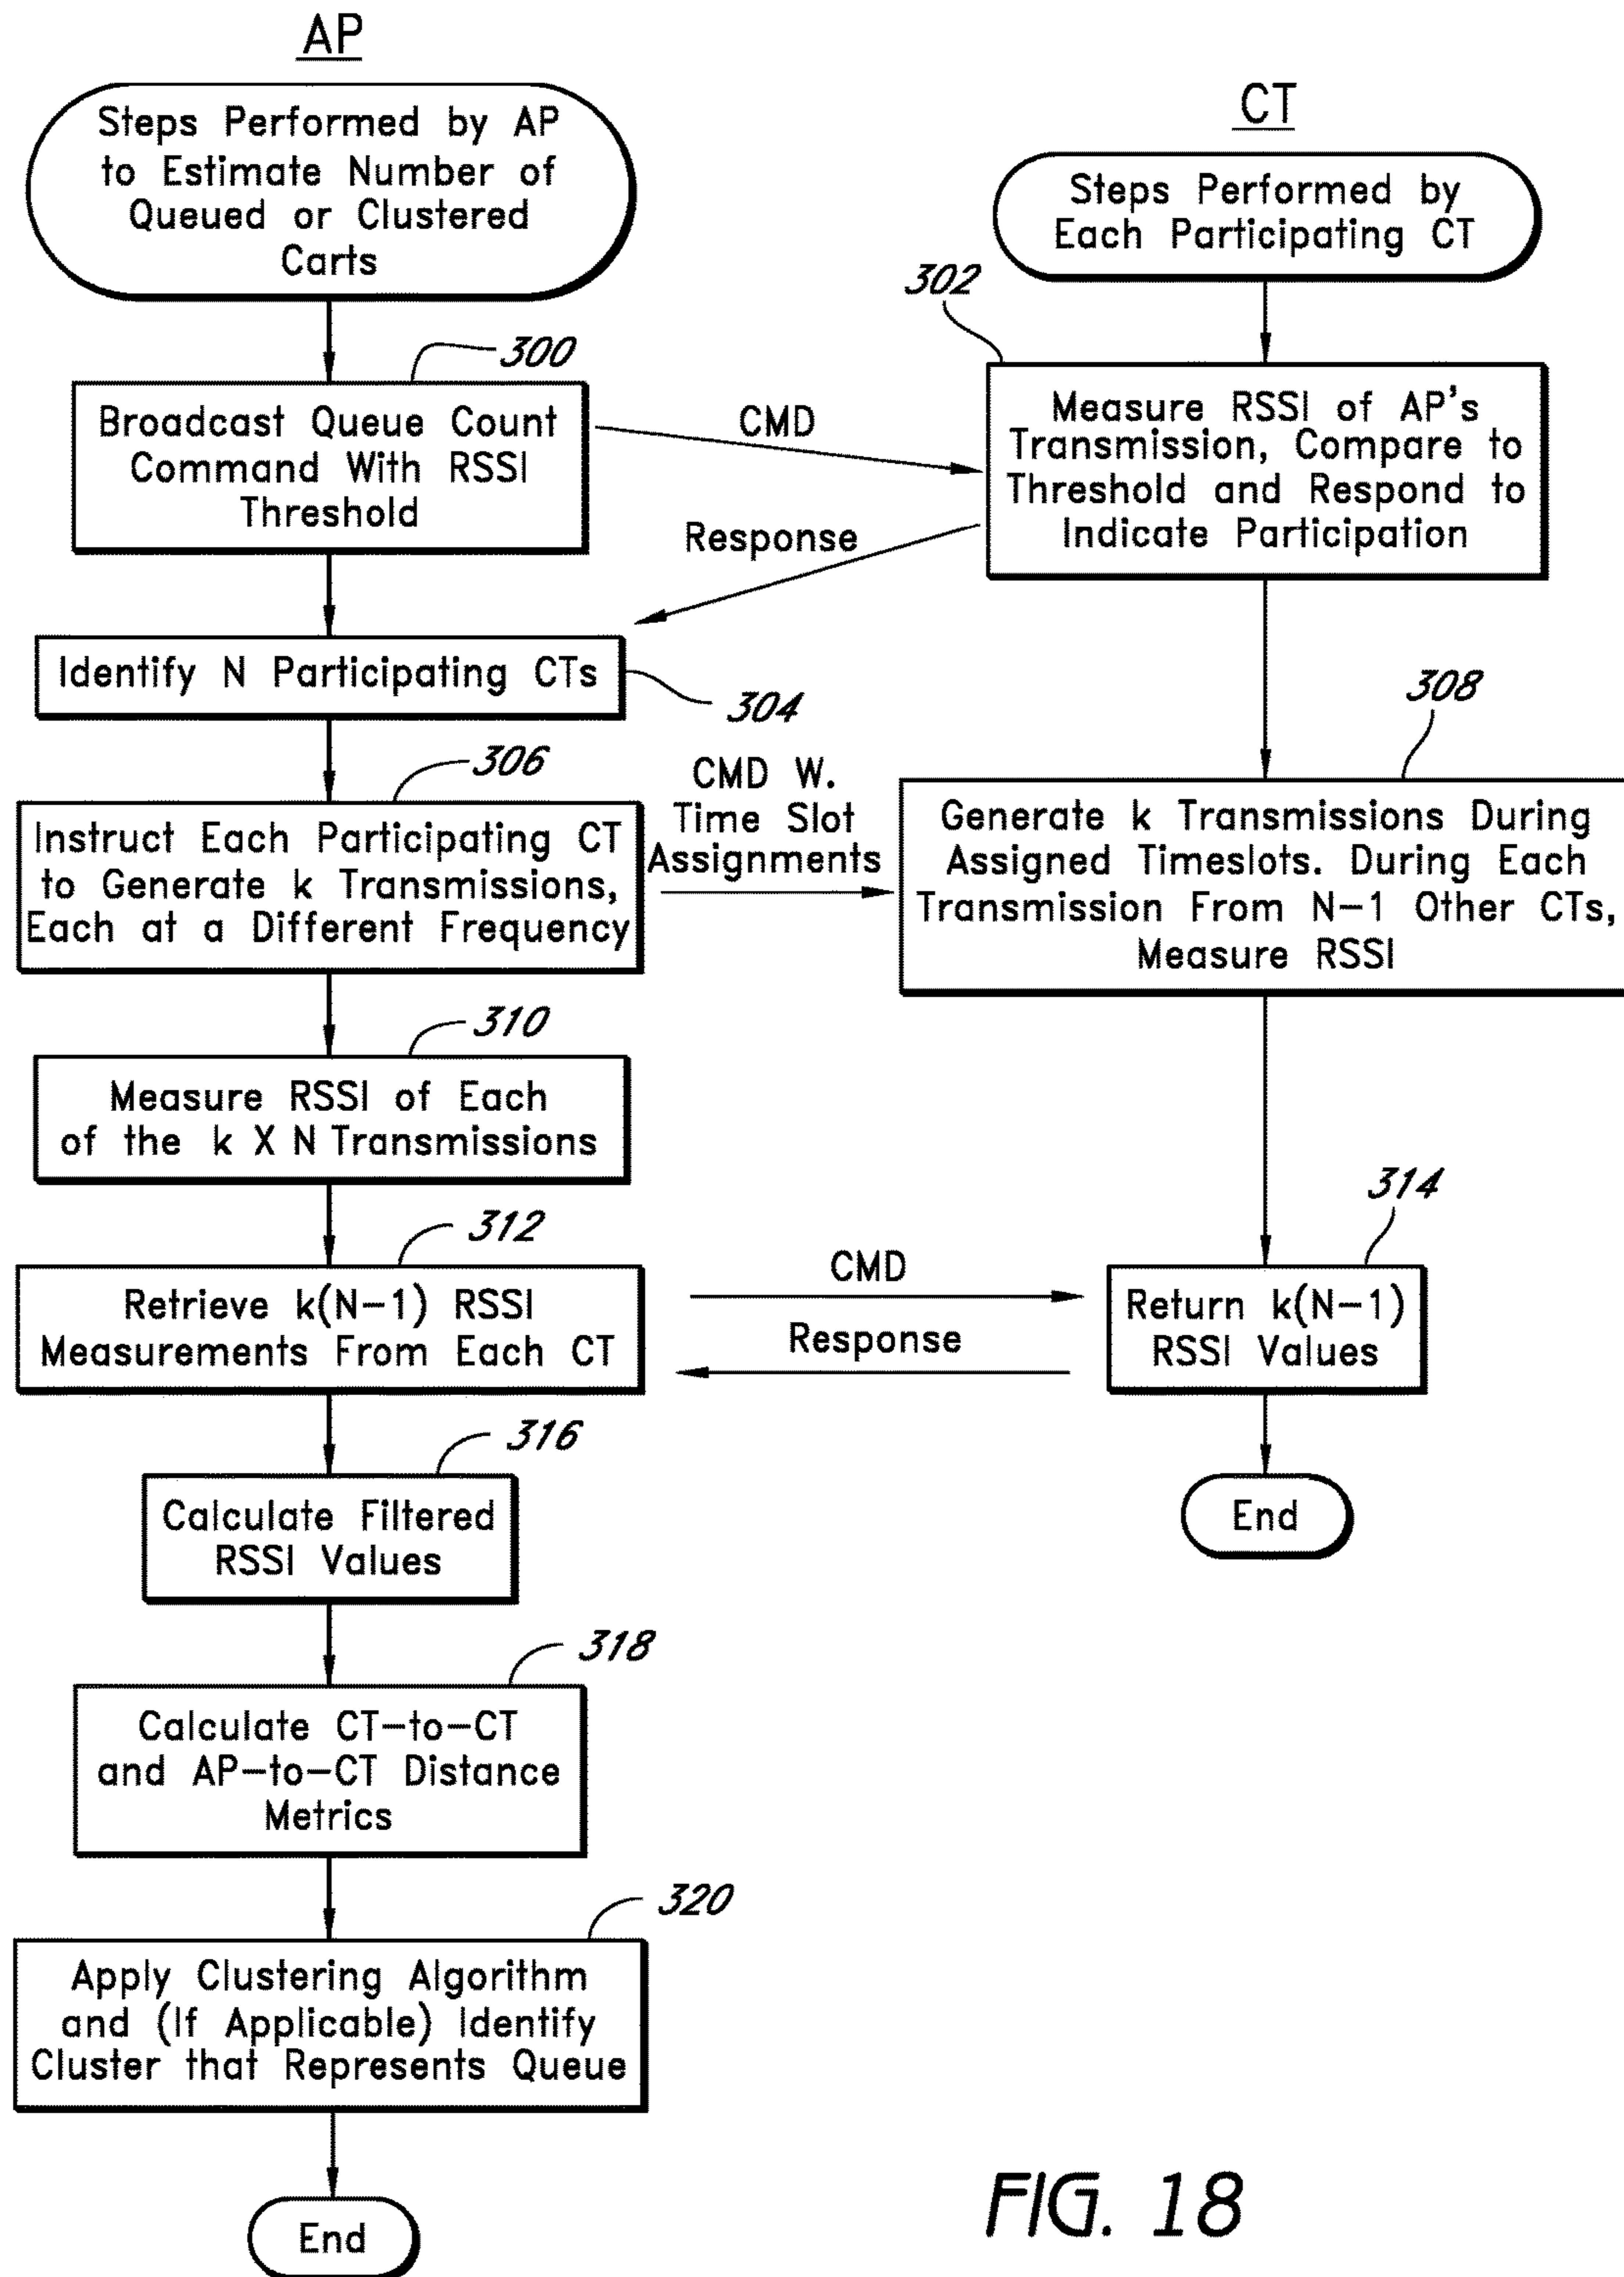 AP
Steps Performed by AP
to Estimate Number of
Queued or Clustered
Carts
CT
Steps Performed by
Each Participating CT
300
Broadcast Queue Count
Command With RSSI
Threshold
CMD
302
Measure RSSI of AP's
Transmission, Compare to
Threshold and Respond to
Indicate Participation
Response
Identify N Participating CTs
304
306
Instruct Each Participating CT
to Generate k Transmissions,
Each at a Different Frequency
CMD W.
Time Slot
Assignments
308
Generate k Transmissions During
Assigned Timeslots. During Each
Transmission From N-1 Other CTs,
Measure RSSI
310
Measure RSSI of Each
of the k X N Transmissions
312
Retrieve k(N-1) RSSI
Measurements From Each CT
CMD
Response
314
Return k(N-1)
RSSI Values
End
316
Calculate Filtered
RSSI Values
318
Calculate CT-to-CT
and AP-to-CT Distance
Metrics
320
Apply Clustering Algorithm
and (If Applicable) Identify
Cluster that Represents Queue
End
FIG. 18